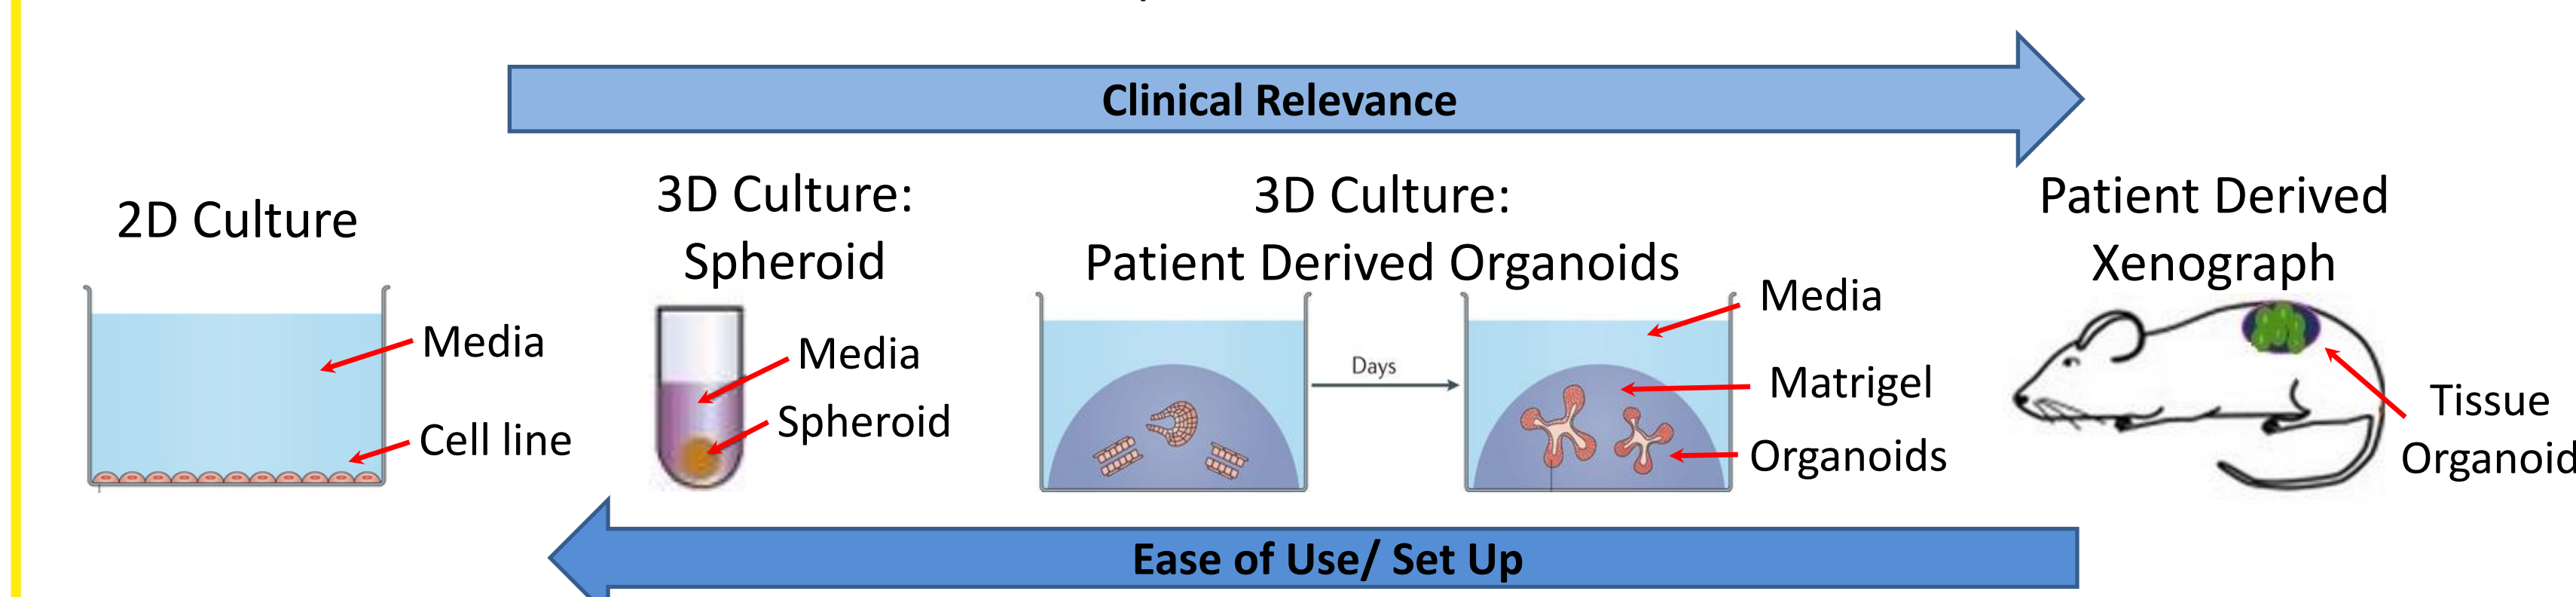 Clinical Relevance
2D Culture
Media
Cell line
3D Culture:
Spheroid
Media
Spheroid
3D Culture:
Patient Derived Organoids
Days
Media
Matrigel
Organoids
Patient Derived
Xenograph
Tissue
Organoid
Ease of Use/ Set Up